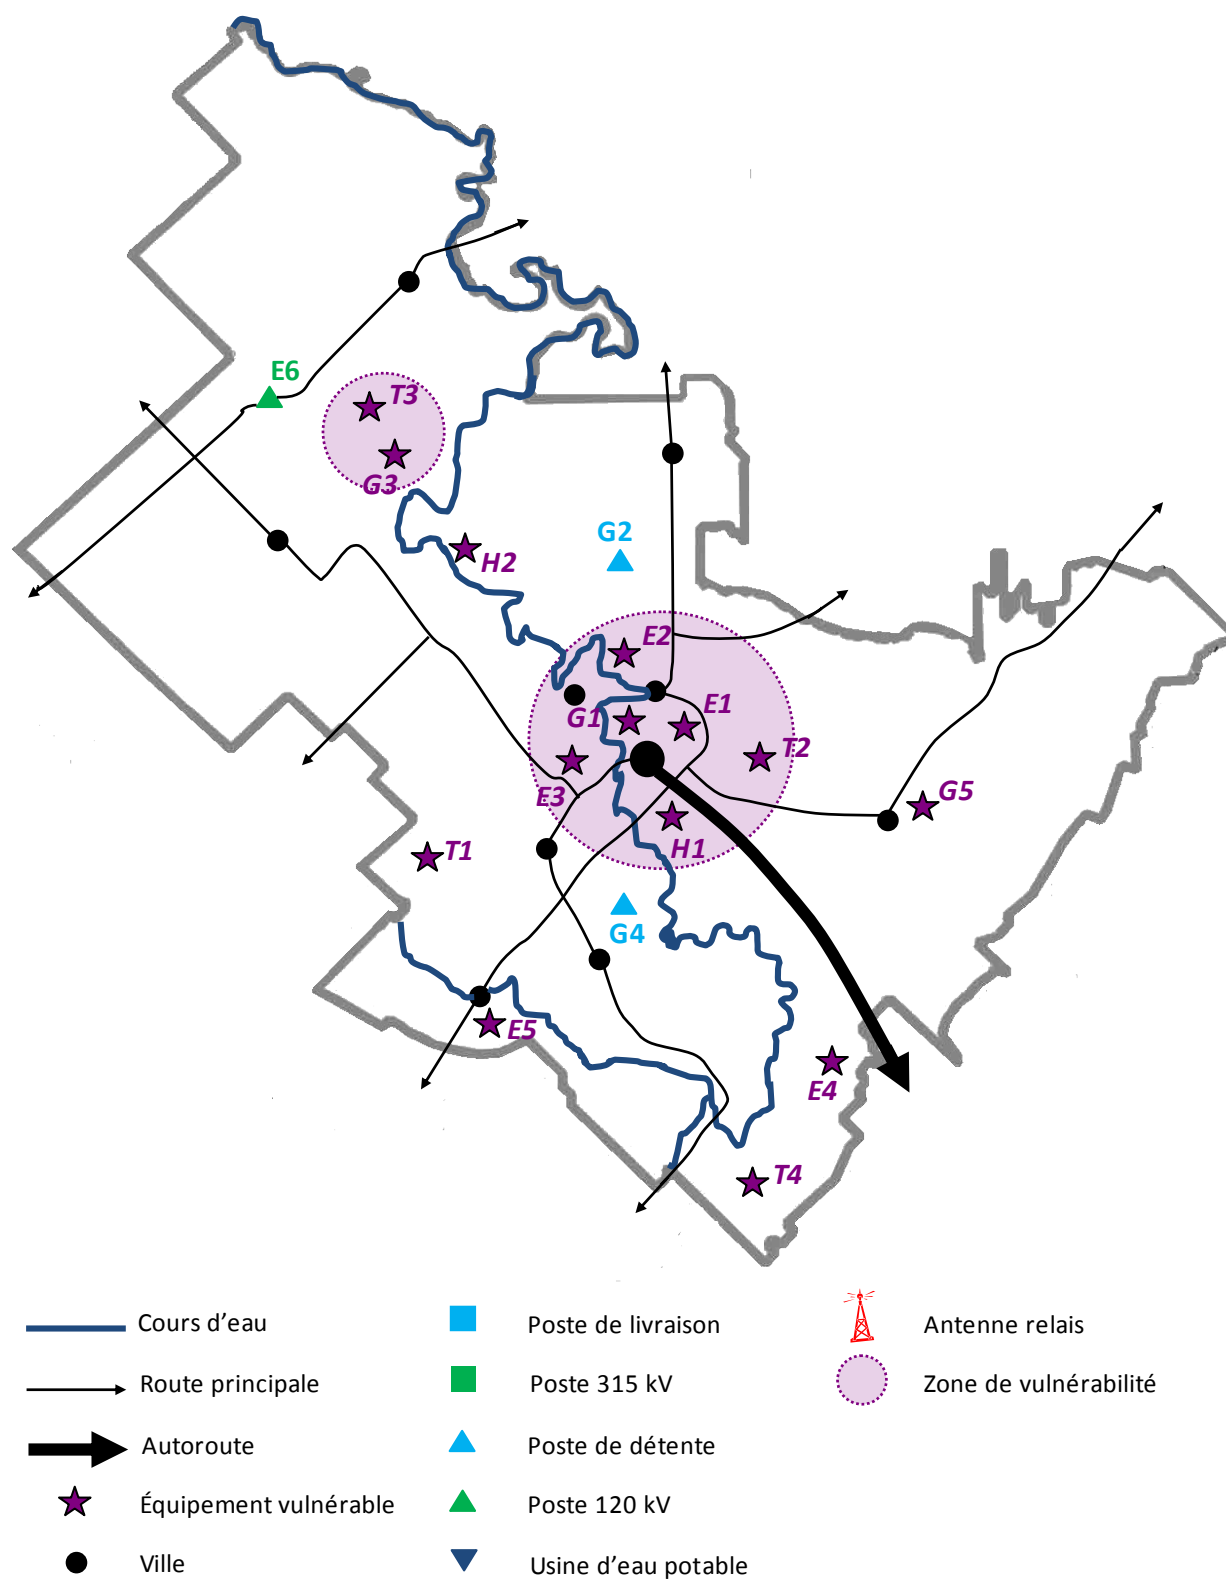 E6
T3
G3
G2
H2
E2
G1
E1
T2
E3
G5
H1
T1
G4
E5
E4
T4
Cours d’eau
Poste de livraison
Antenne relais
Route principale
Poste 315 kV
Zone de vulnérabilité
Autoroute
Poste de détente
Équipement vulnérable
Poste 120 kV
Ville
Usine d’eau potable